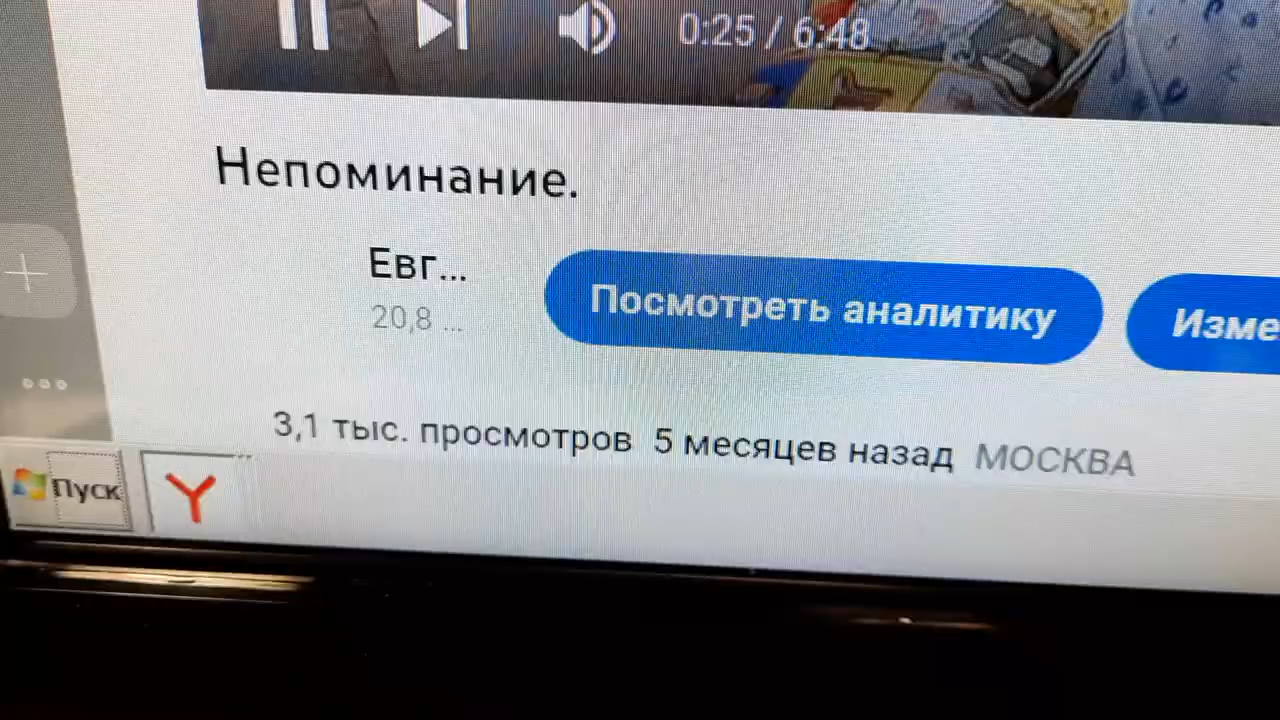 0:25 / 6:48
Непоминание.
Евг...
20,8 ...
Посмотреть аналитику
Изме
3,1 тыс. просмотров 5 месяцев назад МОСКВА
Пуск
Y